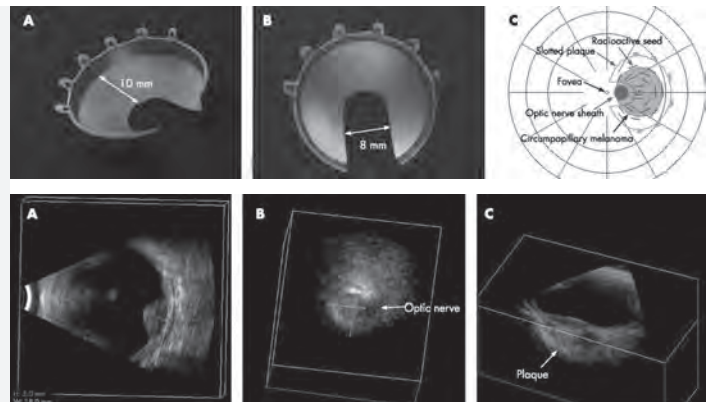 A
10 mm
B
8 mm
C
Slotted plaque
Radioactive seed
Fovea
Optic nerve sheath
Circumpapillary melanoma
A
B
Optic nerve
C
Plaque